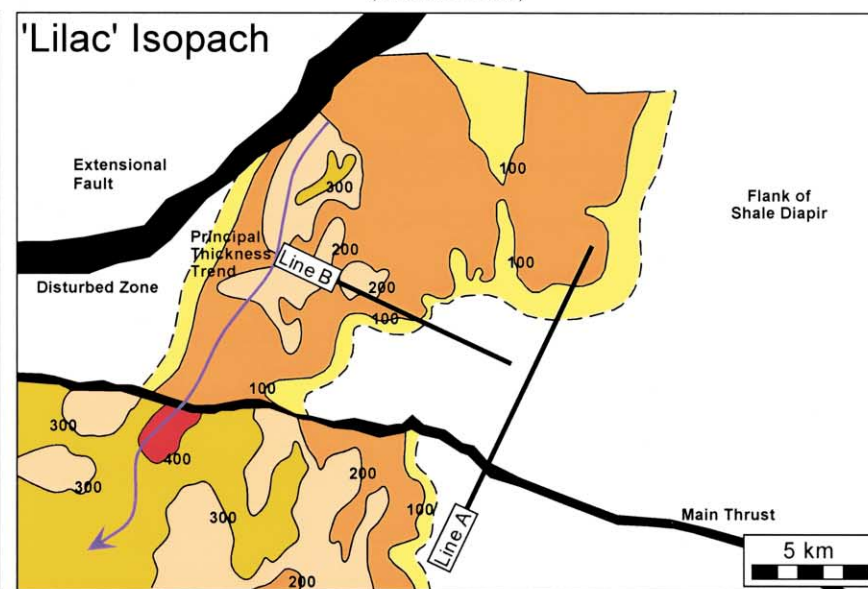 'Lilac' Isopach
Extensional
Fault
100
300
Flank of
Shale Diapir
Principal
Thickness
Trend
200
Line B
100
Disturbed Zone
200
100
100
300
400
300
200
300
100
Line A
Main Thrust
5 km
200